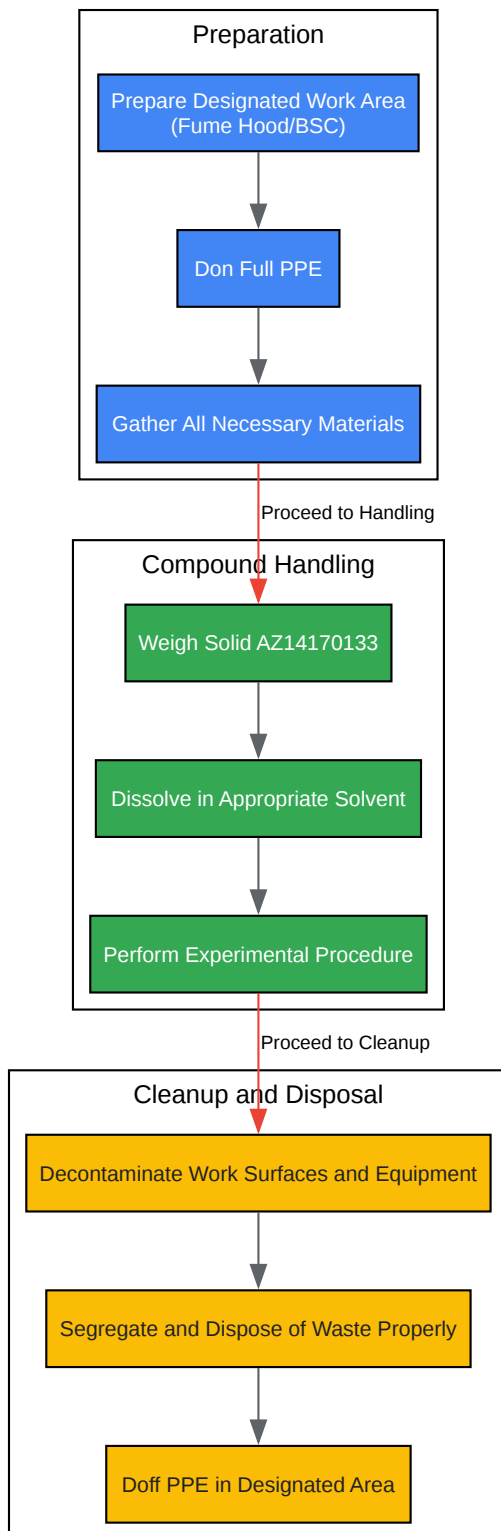 Preparation
Prepare Designated Work Area
(Fume Hood/BSC)
Don Full PPE
Gather All Necessary Materials
Proceed to Handling
Compound Handling
Weigh Solid AZ14170133
Dissolve in Appropriate Solvent
Perform Experimental Procedure
Proceed to Cleanup
Cleanup and Disposal
Decontaminate Work Surfaces and Equipment
Segregate and Dispose of Waste Properly
Doff PPE in Designated Area